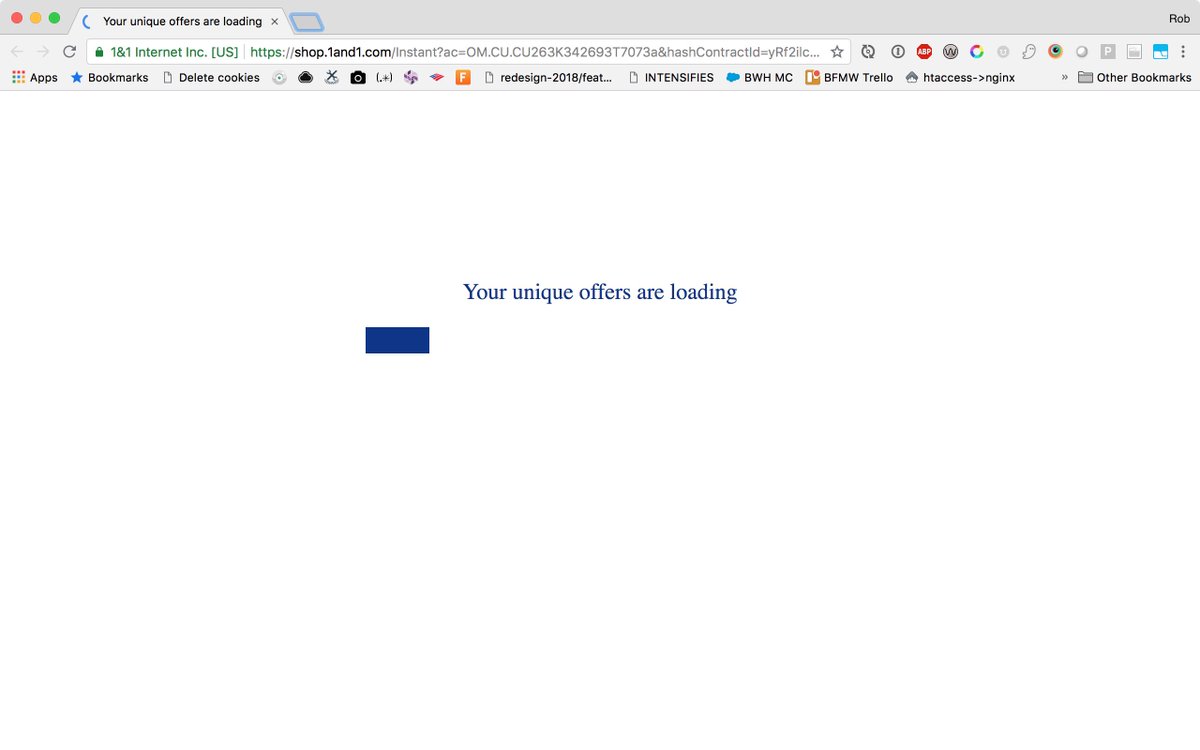 Your unique offers are loading
Rob
1&1 Internet Inc. [US] https://shop.1and1.com/Instant?ac=OM.CU.CU263K342693T7073a&hashContractId=yRf2ilc...
ABP
W
P
Apps Bookmarks Delete cookies (.*) F redesign-2018/feat... INTENSIFIES BWH MC BFMW Trello htaccess->nginx » Other Bookmarks
Your unique offers are loading